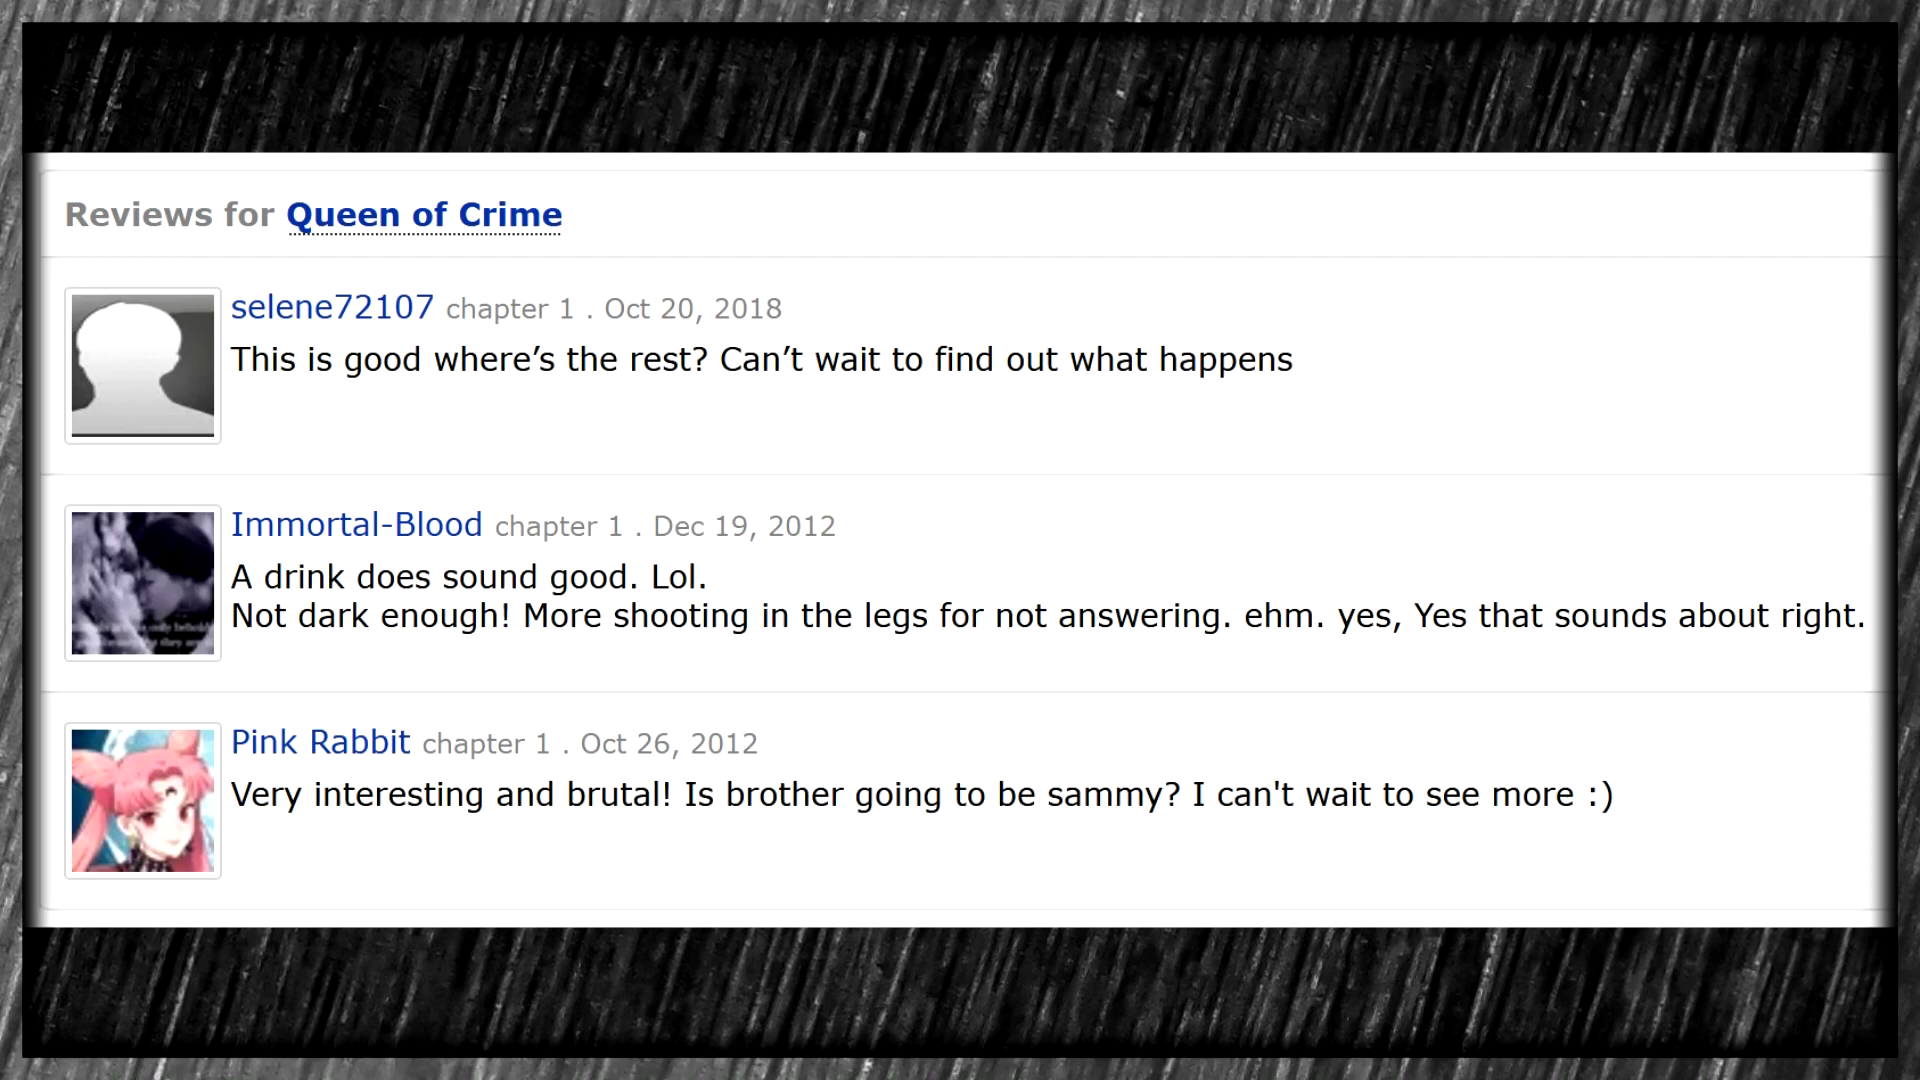 Reviews for Queen of Crime
selene72107 chapter 1 . Oct 20, 2018
This is good where’s the rest? Can’t wait to find out what happens
Immortal-Blood chapter 1 . Dec 19, 2012
A drink does sound good. Lol.
Not dark enough! More shooting in the legs for not answering. ehm. yes, Yes that sounds about right.
Pink Rabbit chapter 1 . Oct 26, 2012
Very interesting and brutal! Is brother going to be sammy? I can't wait to see more :)